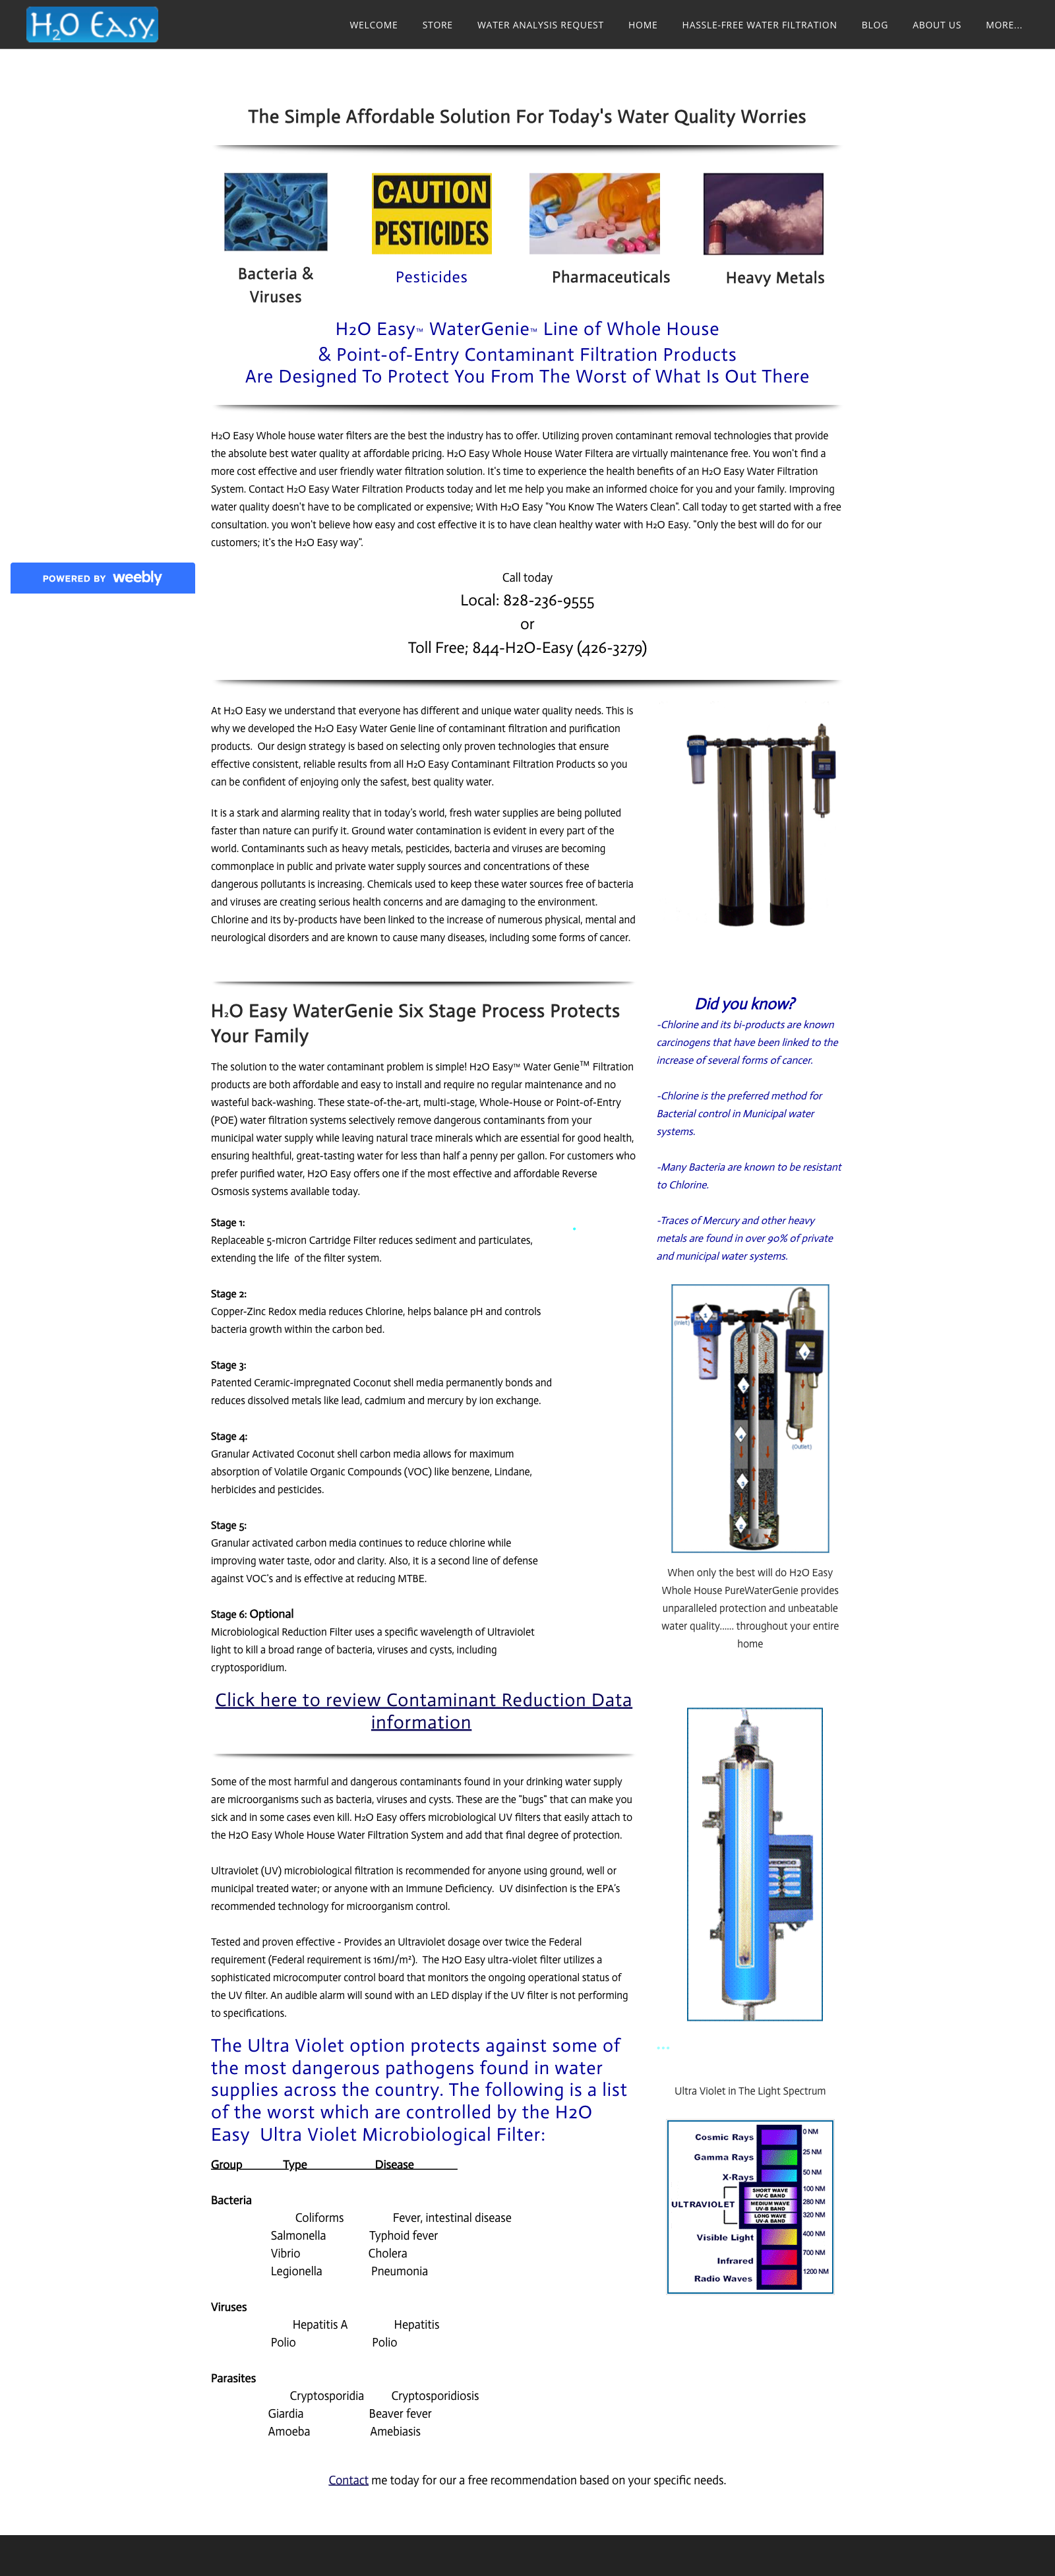 H2O Easy
WELCOME STORE WATER ANALYSIS REQUEST HOME HASSLE-FREE WATER FILTRATION BLOG ABOUT US MORE...
The Simple Affordable Solution For Today's Water Quality Worries
CAUTION
PESTICIDES
Bacteria &
Viruses
Pesticides
Pharmaceuticals
Heavy Metals
H2O Easy™ WaterGenie™ Line of Whole House
& Point-of-Entry Contaminant Filtration Products
Are Designed To Protect You From The Worst of What Is Out There
H2O Easy Whole house water filters are the best the industry has to offer. Utilizing proven contaminant removal technologies that provide
the absolute best water quality at affordable pricing. H2O Easy Whole House Water Filtera are virtually maintenance free. You won't find a
more cost effective and user friendly water filtration solution. It's time to experience the health benefits of an H2O Easy Water Filtration
System. Contact H2O Easy Water Filtration Products today and let me help you make an informed choice for you and your family. Improving
water quality doesn't have to be complicated or expensive; With H2O Easy "You Know The Waters Clean". Call today to get started with a free
consultation. you won't believe how easy and cost effective it is to have clean healthy water with H2O Easy. "Only the best will do for our
customers; it's the H2O Easy way".
POWERED BY weebly
Call today
Local: 828-236-9555
or
Toll Free; 844-H2O-Easy (426-3279)
At H2O Easy we understand that everyone has different and unique water quality needs. This is
why we developed the H2O Easy Water Genie line of contaminant filtration and purification
products.  Our design strategy is based on selecting only proven technologies that ensure
effective consistent, reliable results from all H2O Easy Contaminant Filtration Products so you
can be confident of enjoying only the safest, best quality water.
It is a stark and alarming reality that in today's world, fresh water supplies are being polluted
faster than nature can purify it. Ground water contamination is evident in every part of the
world. Contaminants such as heavy metals, pesticides, bacteria and viruses are becoming
commonplace in public and private water supply sources and concentrations of these
dangerous pollutants is increasing. Chemicals used to keep these water sources free of bacteria
and viruses are creating serious health concerns and are damaging to the environment.
Chlorine and its by-products have been linked to the increase of numerous physical, mental and
neurological disorders and are known to cause many diseases, including some forms of cancer.
H2O Easy WaterGenie Six Stage Process Protects
Your Family
The solution to the water contaminant problem is simple! H2O Easy™ Water Genie™ Filtration
products are both affordable and easy to install and require no regular maintenance and no
wasteful back-washing. These state-of-the-art, multi-stage, Whole-House or Point-of-Entry
(POE) water filtration systems selectively remove dangerous contaminants from your
municipal water supply while leaving natural trace minerals which are essential for good health,
ensuring healthful, great-tasting water for less than half a penny per gallon. For customers who
prefer purified water, H2O Easy offers one if the most effective and affordable Reverse
Osmosis systems available today.
Stage 1:
Replaceable 5-micron Cartridge Filter reduces sediment and particulates,
extending the life  of the filter system.
Stage 2:
Copper-Zinc Redox media reduces Chlorine, helps balance pH and controls
bacteria growth within the carbon bed.
Stage 3:
Patented Ceramic-impregnated Coconut shell media permanently bonds and
reduces dissolved metals like lead, cadmium and mercury by ion exchange.
Stage 4:
Granular Activated Coconut shell carbon media allows for maximum
absorption of Volatile Organic Compounds (VOC) like benzene, Lindane,
herbicides and pesticides.
Stage 5:
Granular activated carbon media continues to reduce chlorine while
improving water taste, odor and clarity. Also, it is a second line of defense
against VOC's and is effective at reducing MTBE.
Stage 6: Optional
Microbiological Reduction Filter uses a specific wavelength of Ultraviolet
light to kill a broad range of bacteria, viruses and cysts, including
cryptosporidium.
Click here to review Contaminant Reduction Data
information
Did you know?
-Chlorine and its bi-products are known
carcinogens that have been linked to the
increase of several forms of cancer.
-Chlorine is the preferred method for
Bacterial control in Municipal water
systems.
-Many Bacteria are known to be resistant
to Chlorine.
-Traces of Mercury and other heavy
metals are found in over 90% of private
and municipal water systems.
(Inlet)
(Outlet)
When only the best will do H2O Easy
Whole House PureWaterGenie provides
unparalleled protection and unbeatable
water quality...... throughout your entire
home
Some of the most harmful and dangerous contaminants found in your drinking water supply
are microorganisms such as bacteria, viruses and cysts. These are the "bugs" that can make you
sick and in some cases even kill. H2O Easy offers microbiological UV filters that easily attach to
the H2O Easy Whole House Water Filtration System and add that final degree of protection.
Ultraviolet (UV) microbiological filtration is recommended for anyone using ground, well or
municipal treated water; or anyone with an Immune Deficiency.  UV disinfection is the EPA's
recommended technology for microorganism control.
Tested and proven effective - Provides an Ultraviolet dosage over twice the Federal
requirement (Federal requirement is 16mJ/m²).  The H2O Easy ultra-violet filter utilizes a
sophisticated microcomputer control board that monitors the ongoing operational status of
the UV filter. An audible alarm will sound with an LED display if the UV filter is not performing
to specifications.
The Ultra Violet option protects against some of
the most dangerous pathogens found in water
supplies across the country. The following is a list
of the worst which are controlled by the H2O
Easy  Ultra Violet Microbiological Filter:
Group Type Disease
Bacteria
Coliforms Fever, intestinal disease
Salmonella Typhoid fever
Vibrio Cholera
Legionella Pneumonia
Viruses
Hepatitis A Hepatitis
Polio Polio
Parasites
Cryptosporidia Cryptosporidiosis
Giardia Beaver fever
Amoeba Amebiasis
...
Ultra Violet in The Light Spectrum
Cosmic Rays 0 NM
Gamma Rays 25 NM
X-Rays 50 NM
ULTRAVIOLET
SHORT WAVE
UV-C BAND
100 NM
MEDIUM WAVE
UV-B BAND
280 NM
LONG WAVE
UV-A BAND
320 NM
Visible Light 400 NM
Infrared 700 NM
Radio Waves 1200 NM
Contact me today for our a free recommendation based on your specific needs.